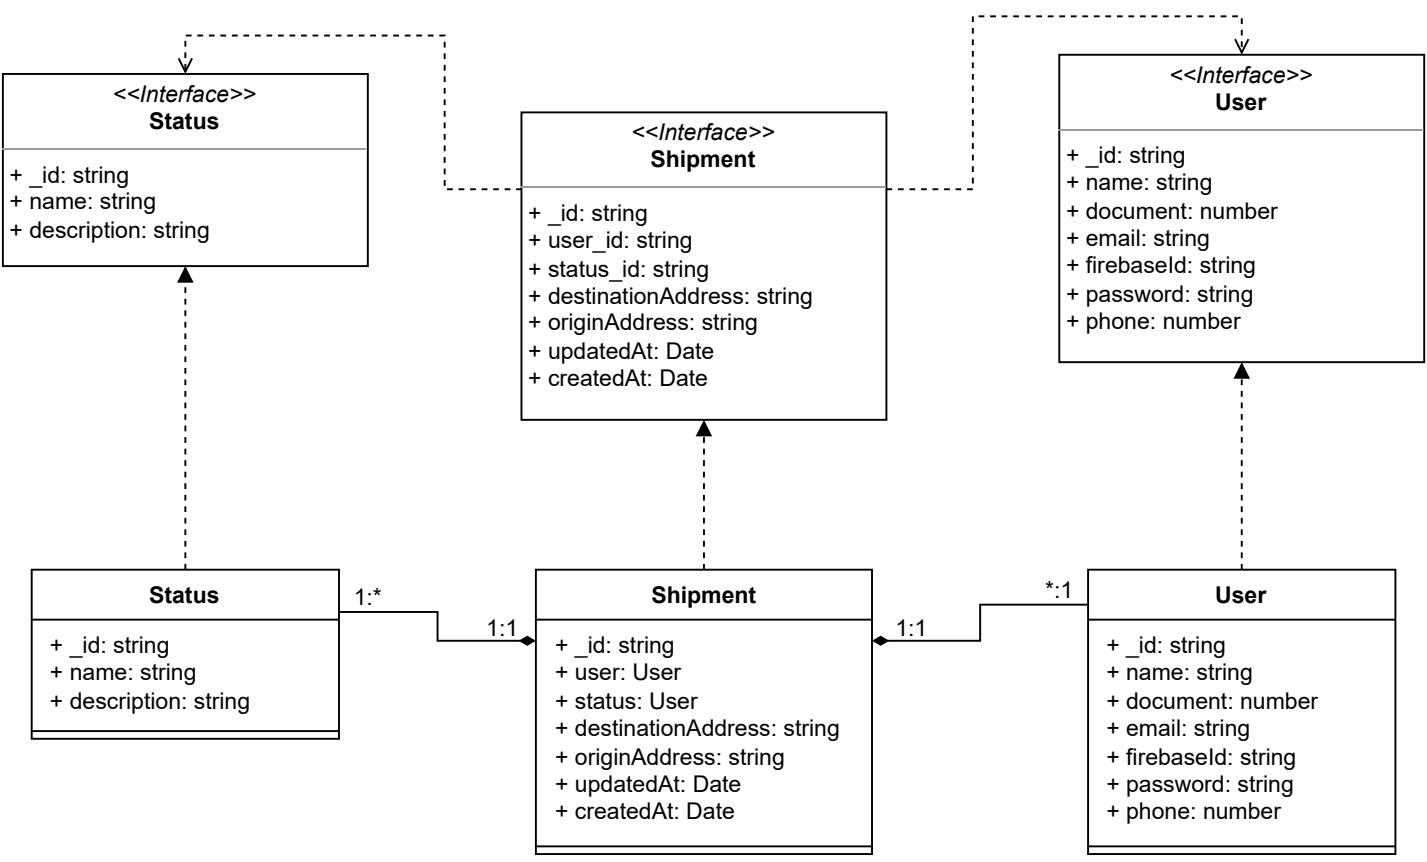 <<Interface>>
Status
+ _id: string
+ name: string
+ description: string
<<Interface>>
Shipment
+ _id: string
+ user_id: string
+ status_id: string
+ destinationAddress: string
+ originAddress: string
+ updatedAt: Date
+ createdAt: Date
<<Interface>>
User
+ _id: string
+ name: string
+ document: number
+ email: string
+ firebaseId: string
+ password: string
+ phone: number
Status
+ _id: string
+ name: string
+ description: string
1:*
1:1
Shipment
+ _id: string
+ user: User
+ status: User
+ destinationAddress: string
+ originAddress: string
+ updatedAt: Date
+ createdAt: Date
1:1
*:1
User
+ _id: string
+ name: string
+ document: number
+ email: string
+ firebaseId: string
+ password: string
+ phone: number